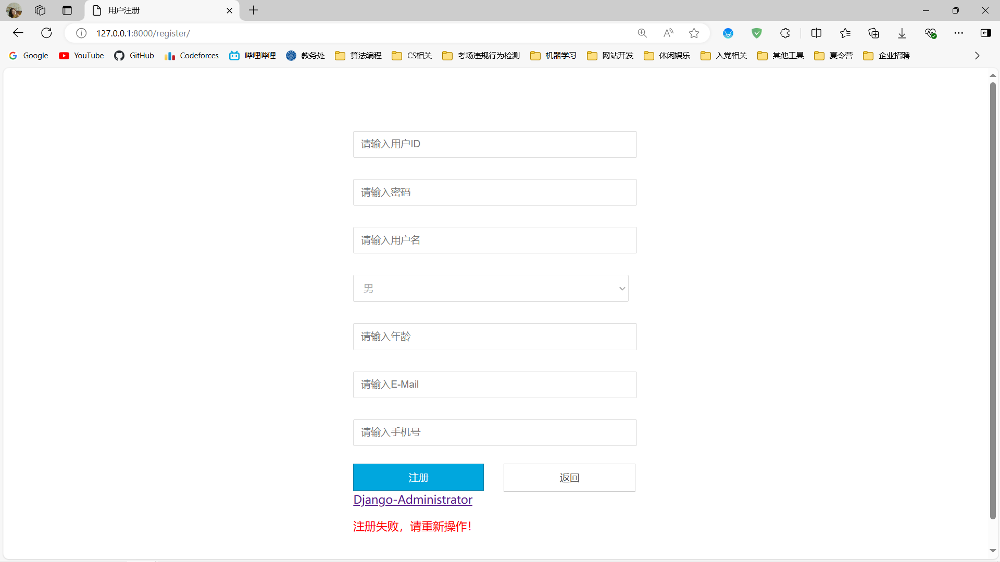 用户注册
127.0.0.1:8000/register/
Google YouTube GitHub Codeforces 哔哩哔哩 教务处 算法编程 CS相关 考场违规行为检测 机器学习 网站开发 休闲娱乐 入党相关 其他工具 夏令营 企业招聘
请输入用户ID
请输入密码
请输入用户名
男
请输入年龄
请输入E-Mail
请输入手机号
注册 返回
Django-Administrator
注册失败，请重新操作！